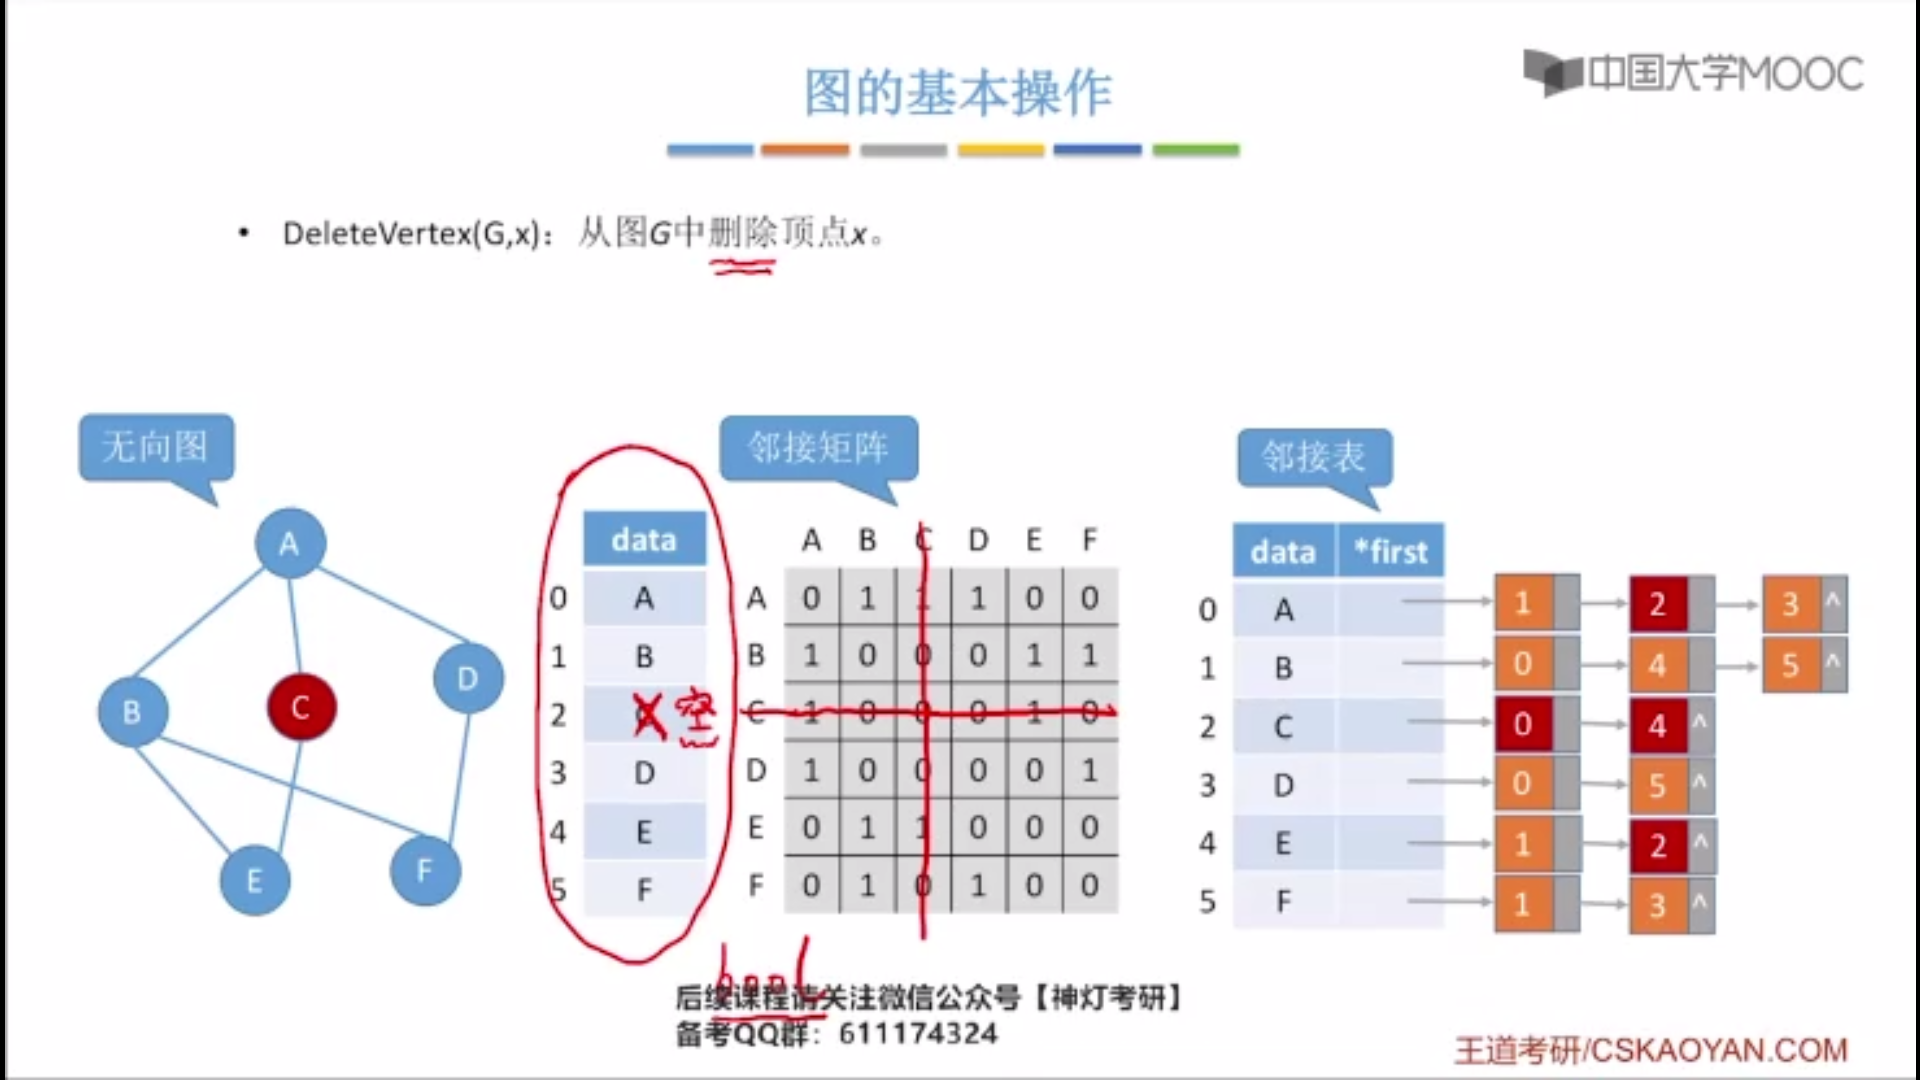 中国大学MOOC
图的基本操作
• DeleteVertex(G,x)：从图G中删除顶点x。
无向图
A
B
C
D
E
F
邻接矩阵
data
0 A
1 B
2 C 空
3 D
4 E
5 F
A B C D E F
A 0 1 1 1 0 0
B 1 0 0 0 1 1
C 1 0 0 0 1 0
D 1 0 0 0 0 1
E 0 1 1 0 0 0
F 0 1 0 1 0 0
bool
邻接表
data *first
0 A 1 2 3 ^
1 B 0 4 5 ^
2 C 0 4 ^
3 D 0 5 ^
4 E 1 2 ^
5 F 1 3 ^
后续课程请关注微信公众号【神灯考研】
备考QQ群：611174324
王道考研/CSKAOYAN.COM